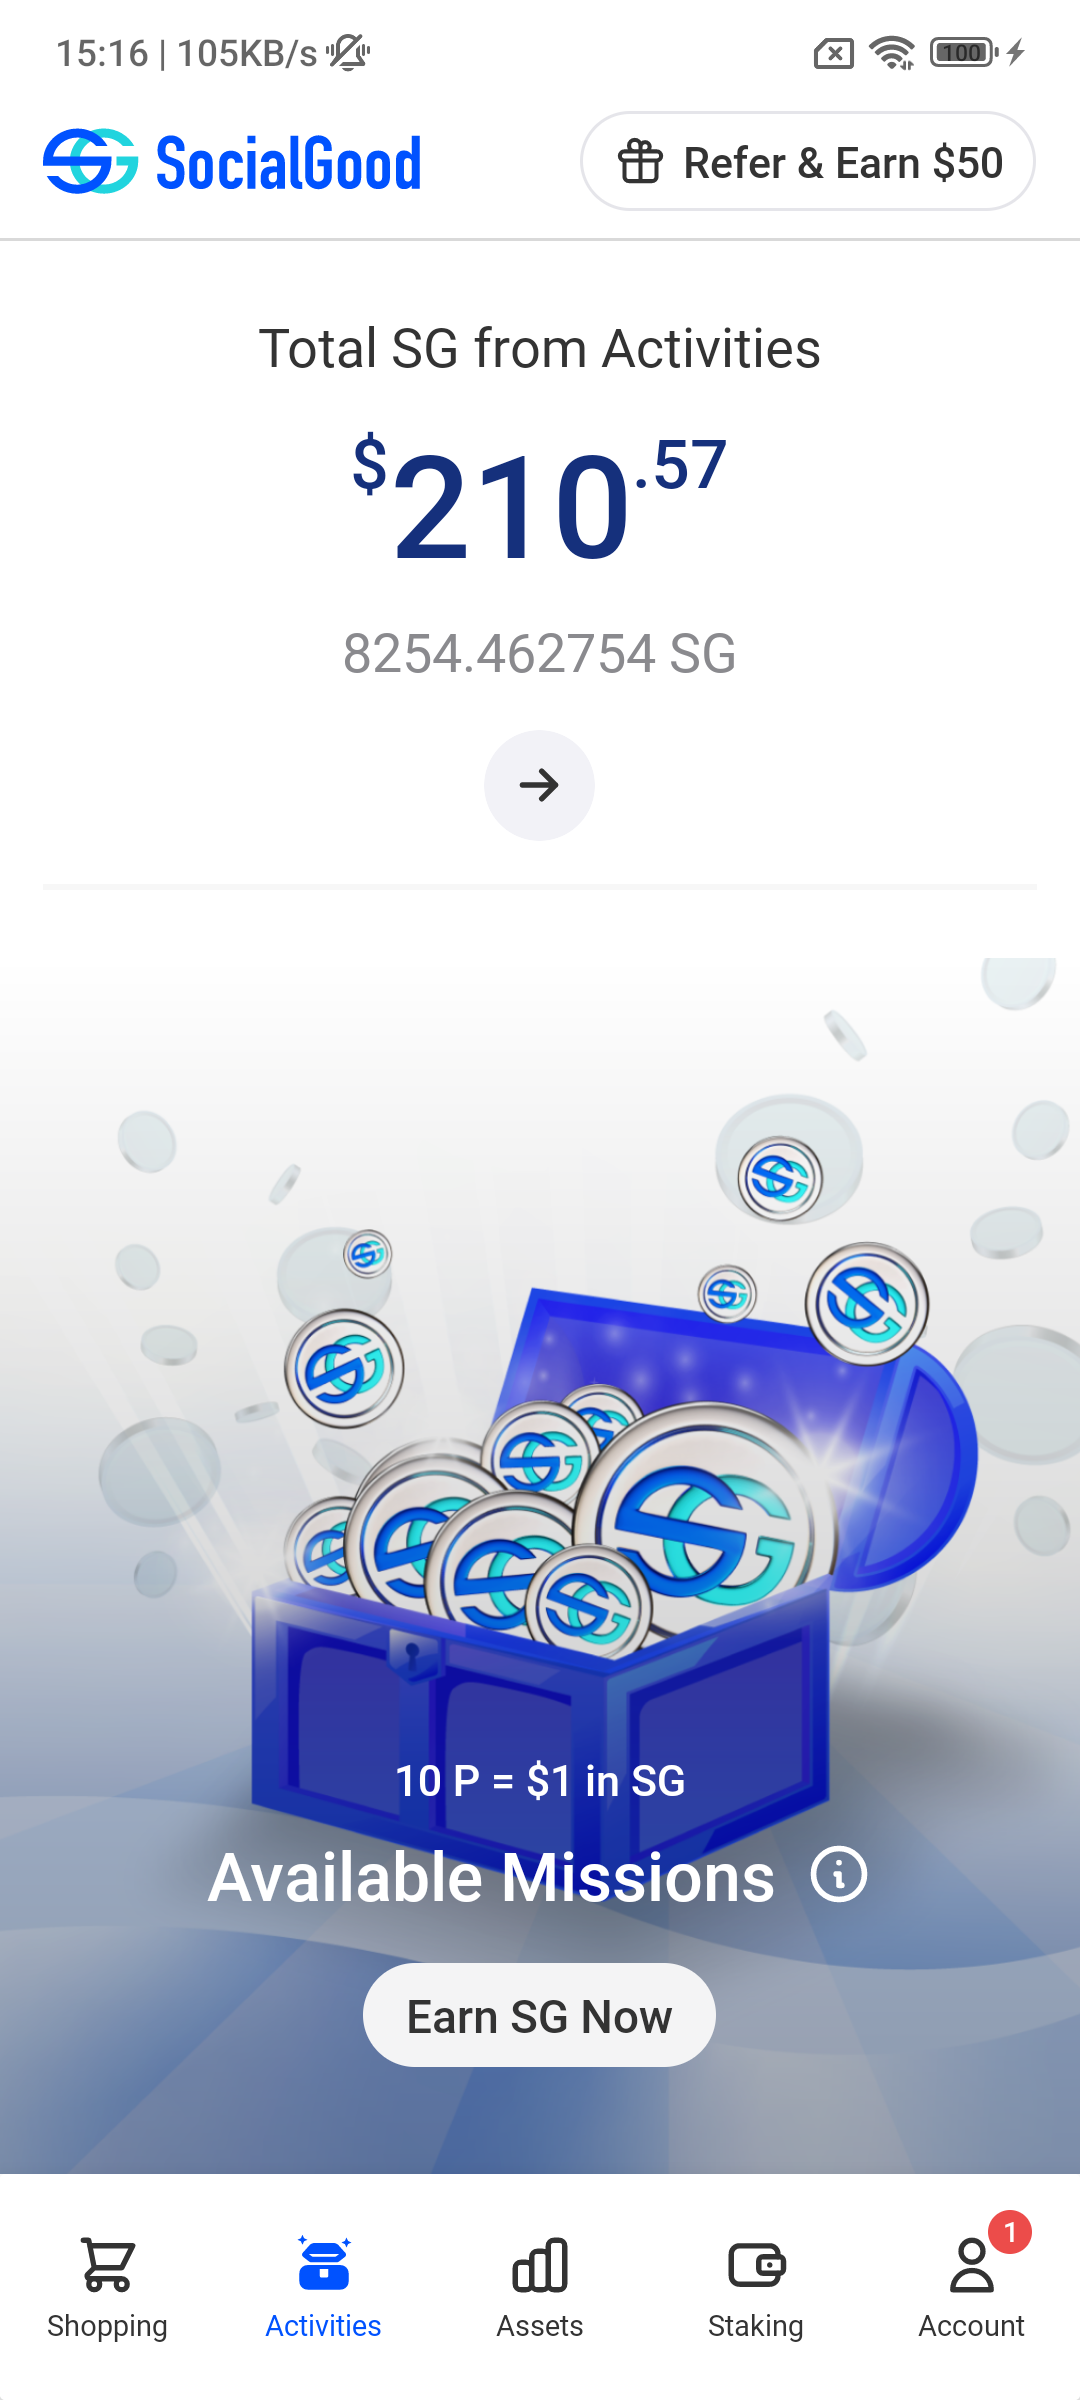 15:16 | 105KB/s
100
SocialGood
Refer & Earn $50
Total SG from Activities
$210.57
8254.462754 SG
10 P = $1 in SG
Available Missions
Earn SG Now
1
Shopping
Activities
Assets
Staking
Account